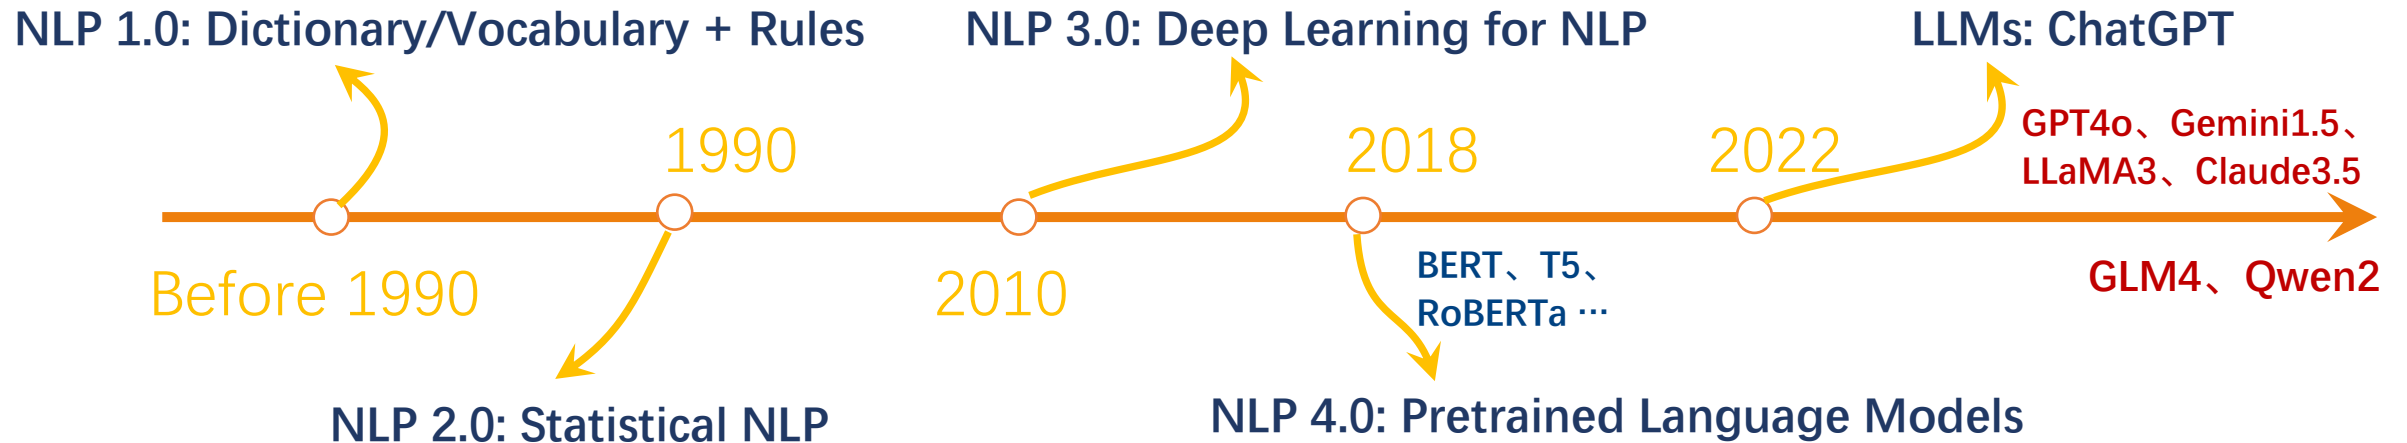 NLP 1.0: Dictionary/Vocabulary + Rules
NLP 3.0: Deep Learning for NLP
LLMs: ChatGPT
1990
2018
2022
GPT4o、Gemini1.5、
LLaMA3、Claude3.5
Before 1990
2010
BERT、T5、
RoBERTa ···
GLM4、Qwen2
NLP 2.0: Statistical NLP
NLP 4.0: Pretrained Language Models